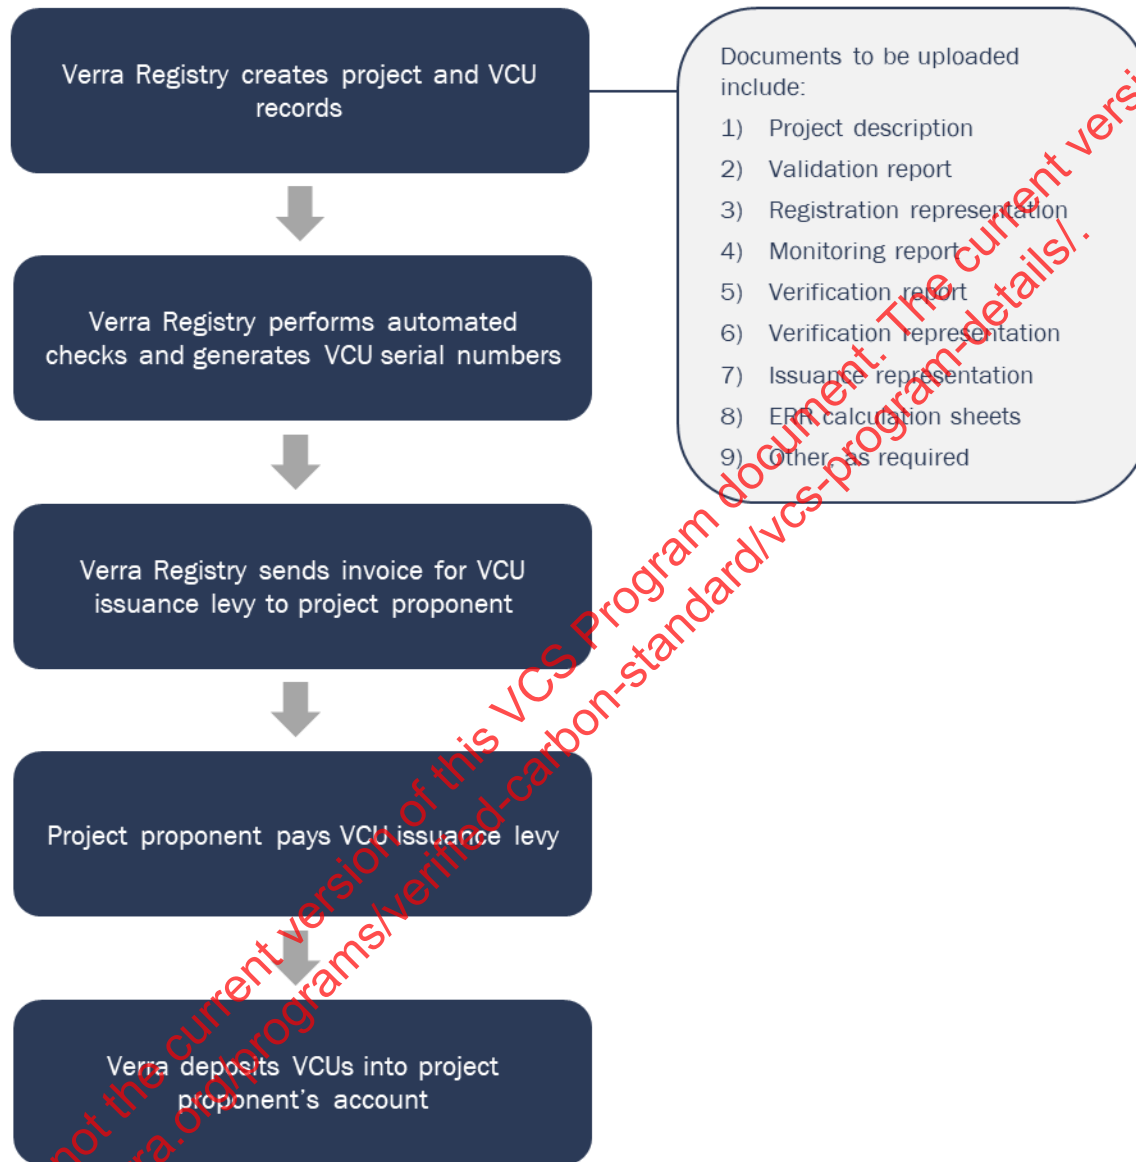 Verra Registry creates project and VCU
records
Documents to be uploaded
include:
1) Project description
2) Validation report
3) Registration representation
4) Monitoring report
5) Verification report
6) Verification representation
7) Issuance representation
8) ERR calculation sheets
9) Other, as required
Verra Registry performs automated
checks and generates VCU serial numbers
Verra Registry sends invoice for VCU
issuance levy to project proponent
Project proponent pays VCU issuance levy
Verra deposits VCUs into project
proponent's account
not the current version of this VCS Program document. The current versi
rra.org/programs/verified-carbon-standard/vcs-program-details/.